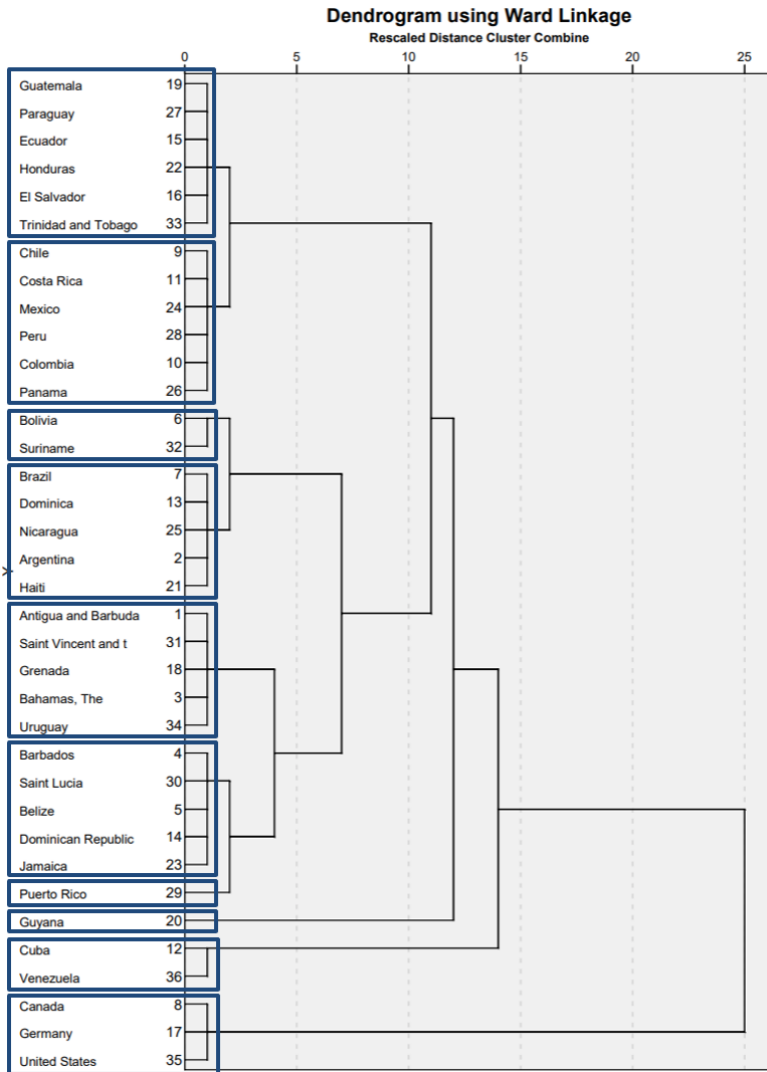 Dendrogram using Ward Linkage
Rescaled Distance Cluster Combine
0 5 10 15 20 25
Guatemala 19
Paraguay 27
Ecuador 15
Honduras 22
El Salvador 16
Trinidad and Tobago 33
Chile 9
Costa Rica 11
Mexico 24
Peru 28
Colombia 10
Panama 26
Bolivia 6
Suriname 32
Brazil 7
Dominica 13
Nicaragua 25
Argentina 2
Y
Haiti 21
Antigua and Barbuda 1
Saint Vincent and t 31
Grenada 18
Bahamas, The 3
Uruguay 34
Barbados 4
Saint Lucia 30
Belize 5
Dominican Republic 14
Jamaica 23
Puerto Rico 29
Guyana 20
Cuba 12
Venezuela 36
Canada 8
Germany 17
United States 35